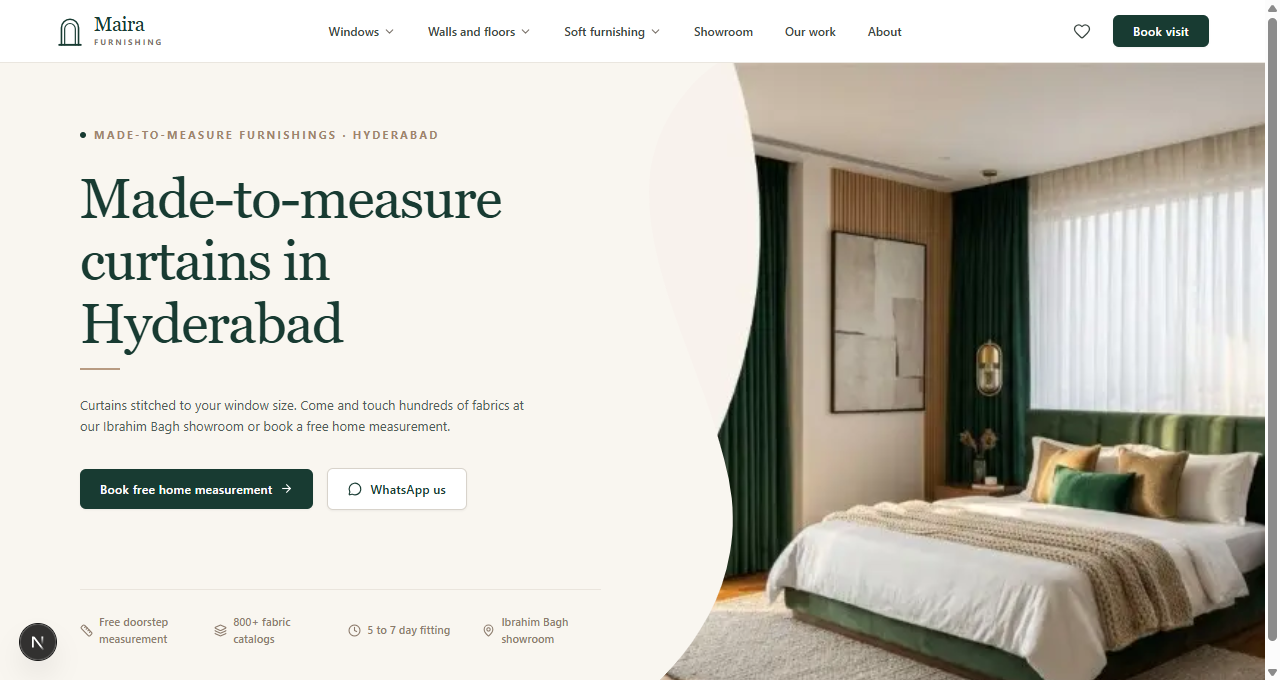 Maira
FURNISHING
Windows
Walls and floors
Soft furnishing
Showroom
Our work
About
Book visit
MADE-TO-MEASURE FURNISHINGS · HYDERABAD
Made-to-measure
curtains in
Hyderabad
Curtains stitched to your window size. Come and touch hundreds of fabrics at
our Ibrahim Bagh showroom or book a free home measurement.
Book free home measurement →
WhatsApp us
Free doorstep
measurement
800+ fabric
catalogs
5 to 7 day fitting
Ibrahim Bagh
showroom
N